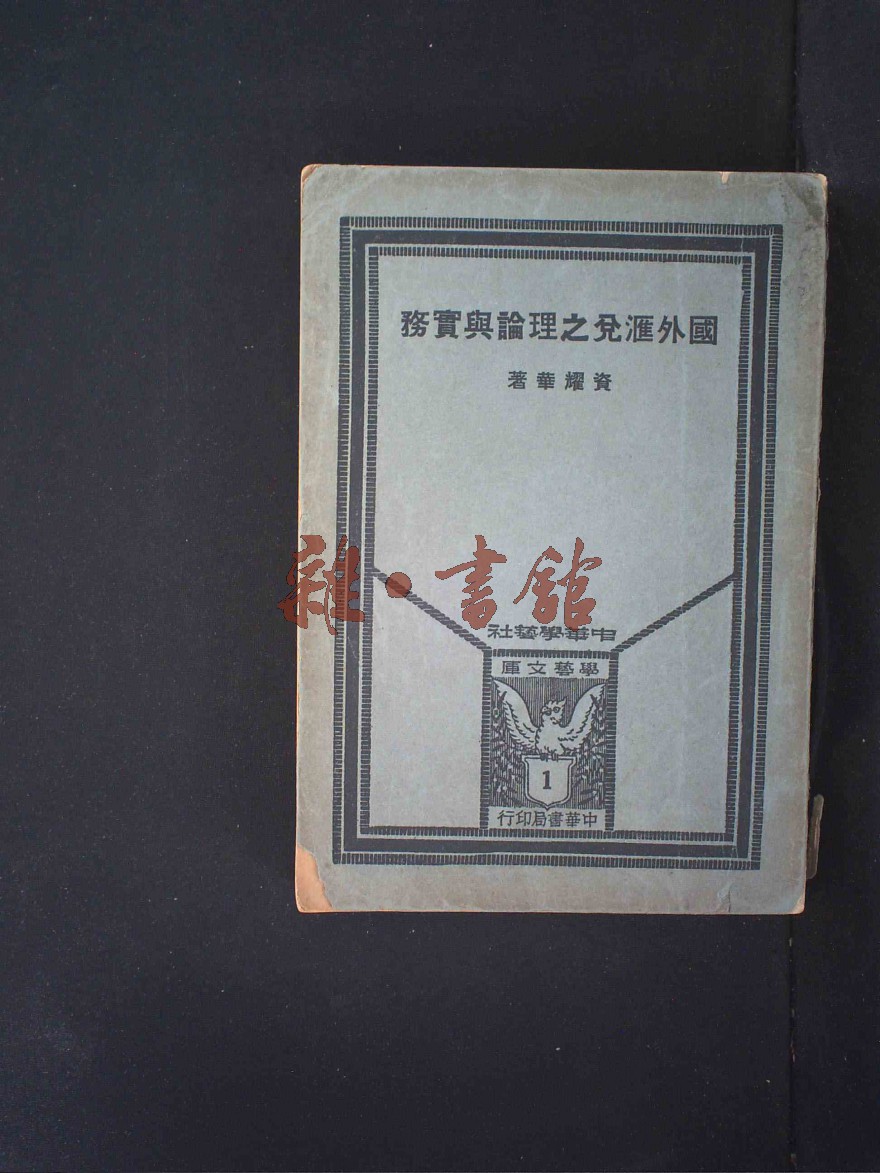 國外滙兌之理論與實務
資耀華著
雜·書館
中華學藝社
學藝文庫
1
中華書局印行